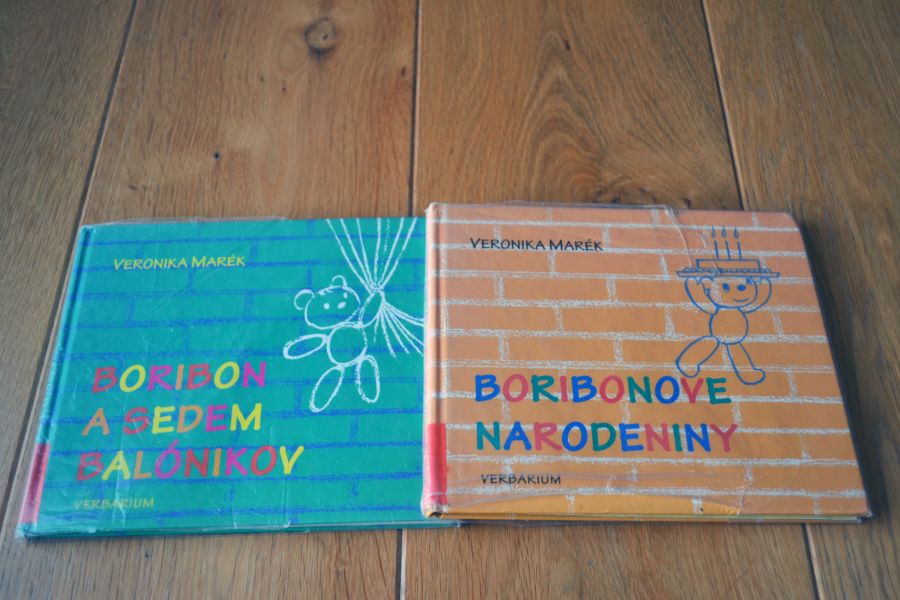 VERONIKA MARÉK
BORIBON
A SEDEM
BALÓNIKOV
VERBARIUM
VERONIKA MARÉK
BORIBONOVE
NARODENINY
VERBARIUM